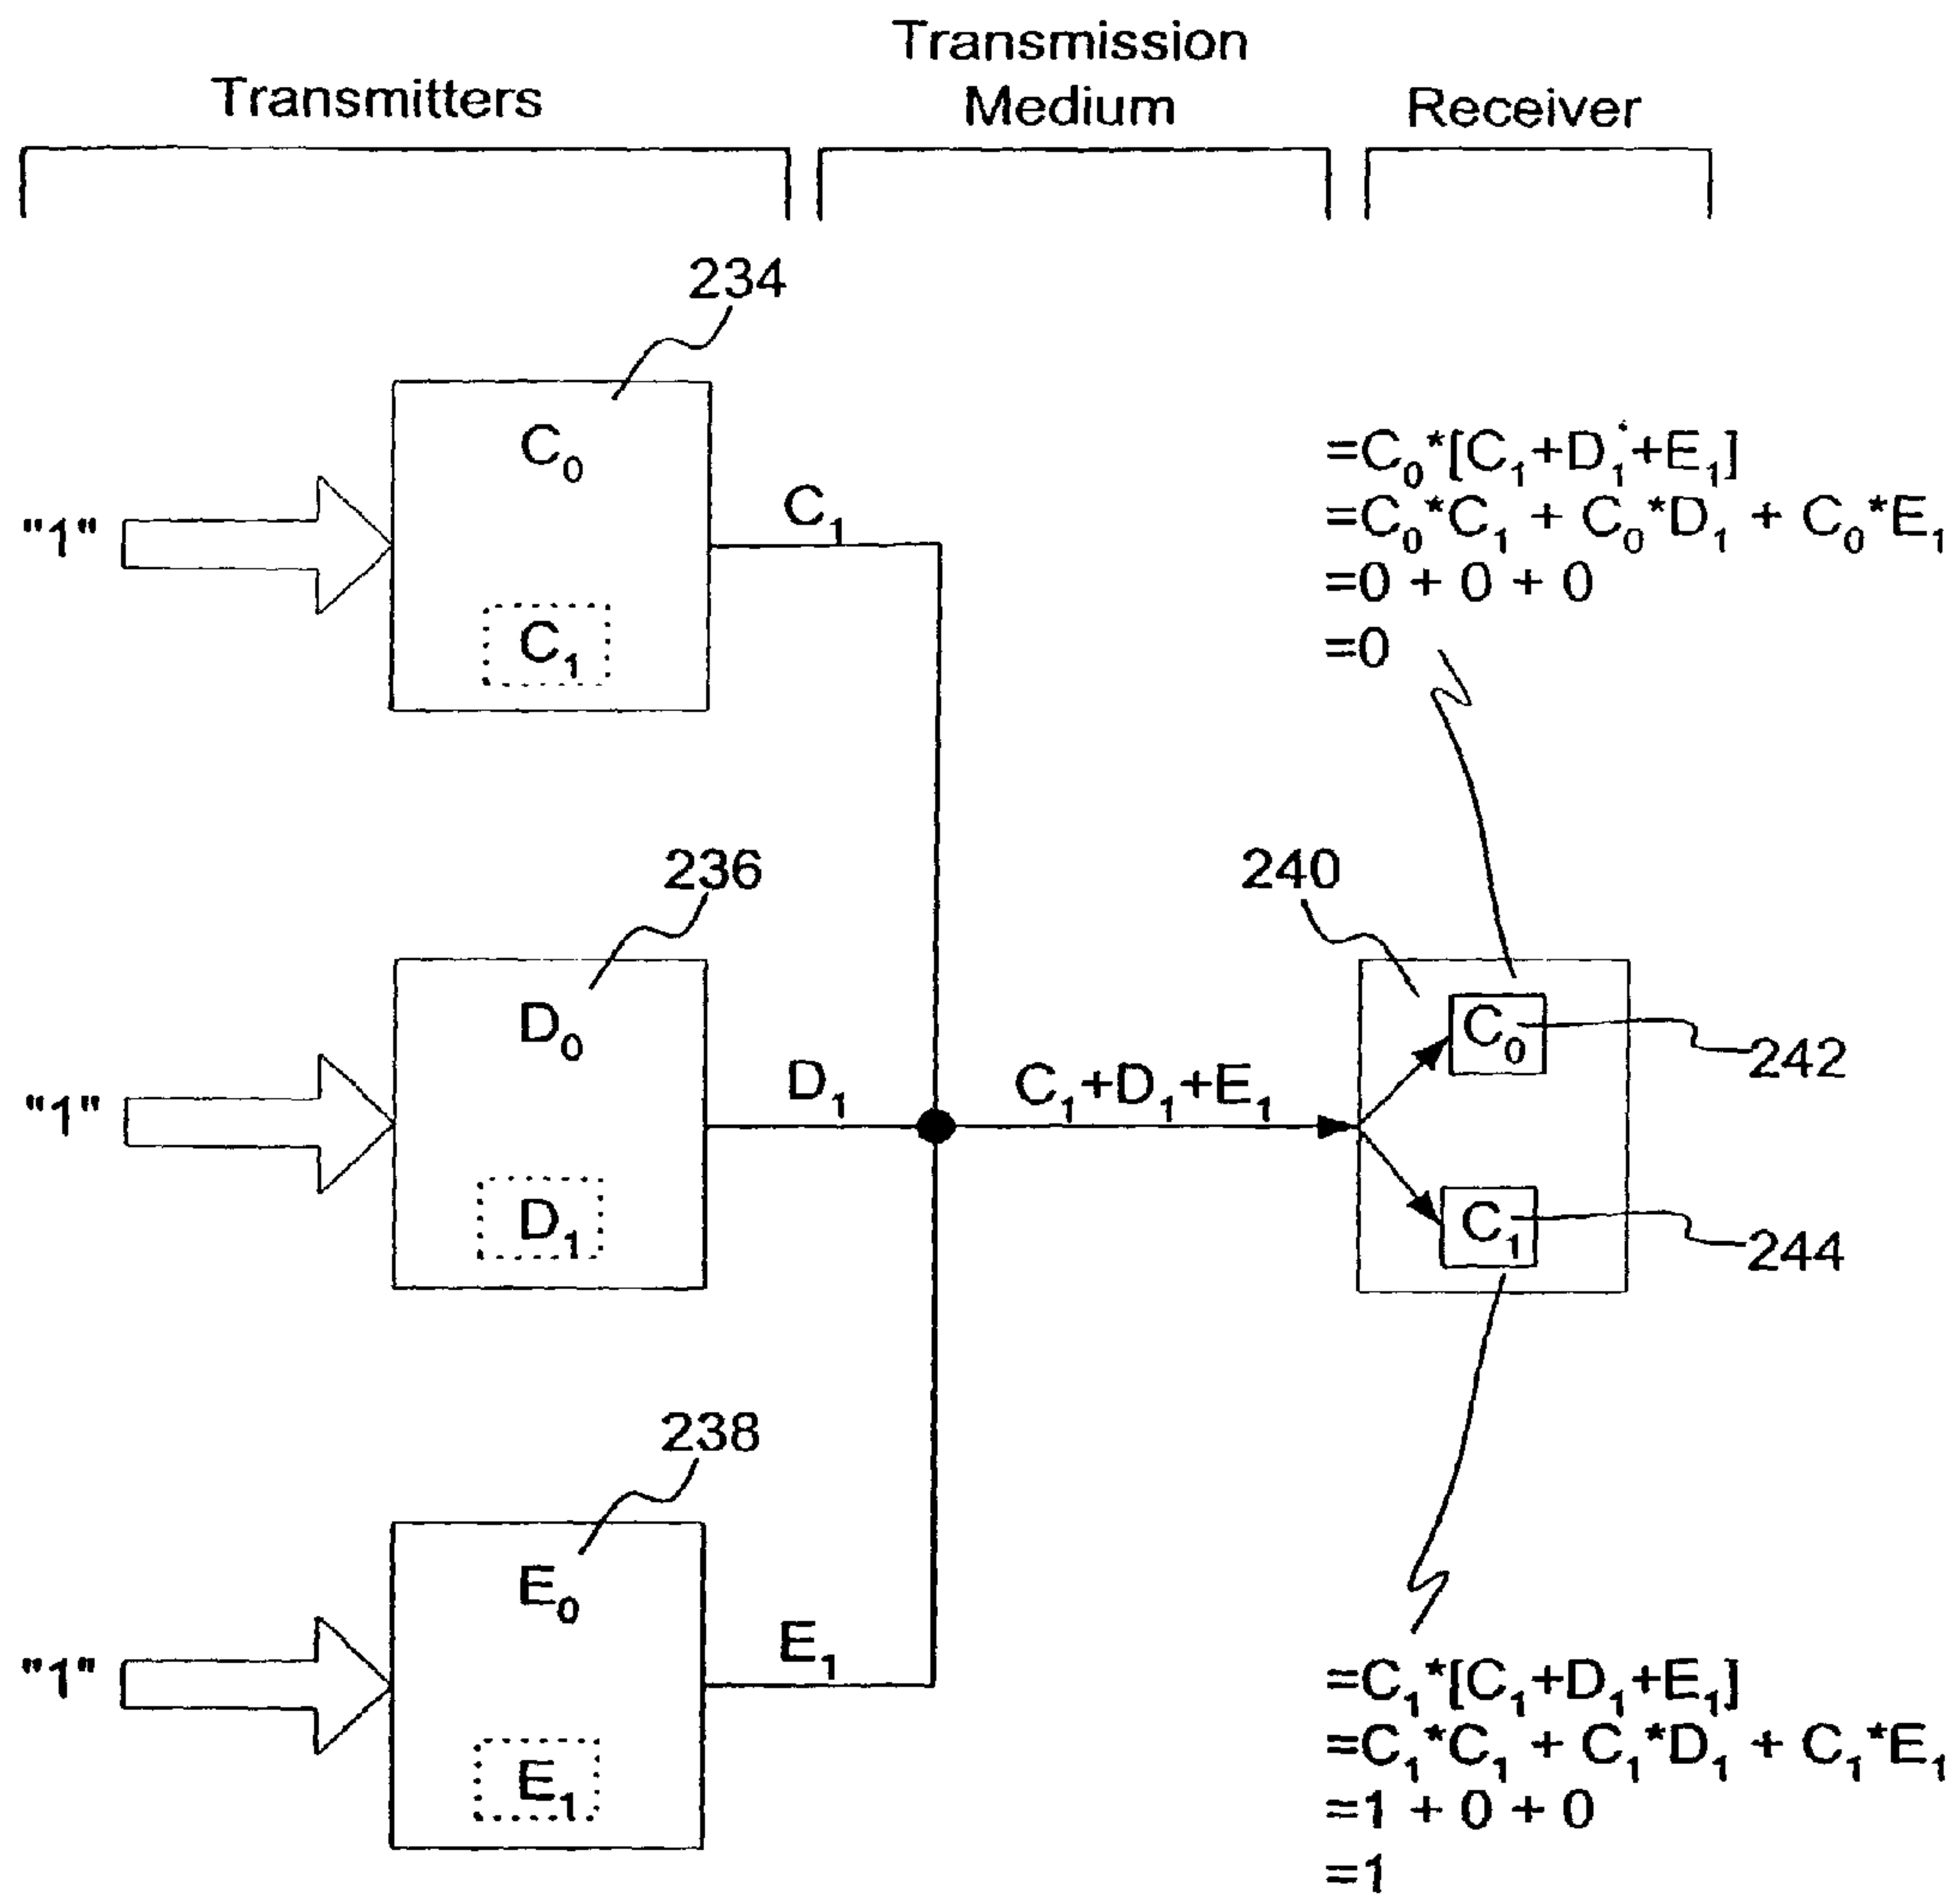 Transmitters
Transmission
Medium
Receiver
234
"1"
C₀
C₁
C₁
=C₀*[C₁+D₁+E₁]
=C₀*C₁ + C₀*D₁ + C₀*E₁
=0 + 0 + 0
=0
236
"1"
D₀
D₁
D₁
C₁+D₁+E₁
240
C₀
242
C₁
244
238
"1"
E₀
E₁
E₁
=C₁*[C₁+D₁+E₁]
=C₁*C₁ + C₁*D₁ + C₁*E₁
=1 + 0 + 0
=1